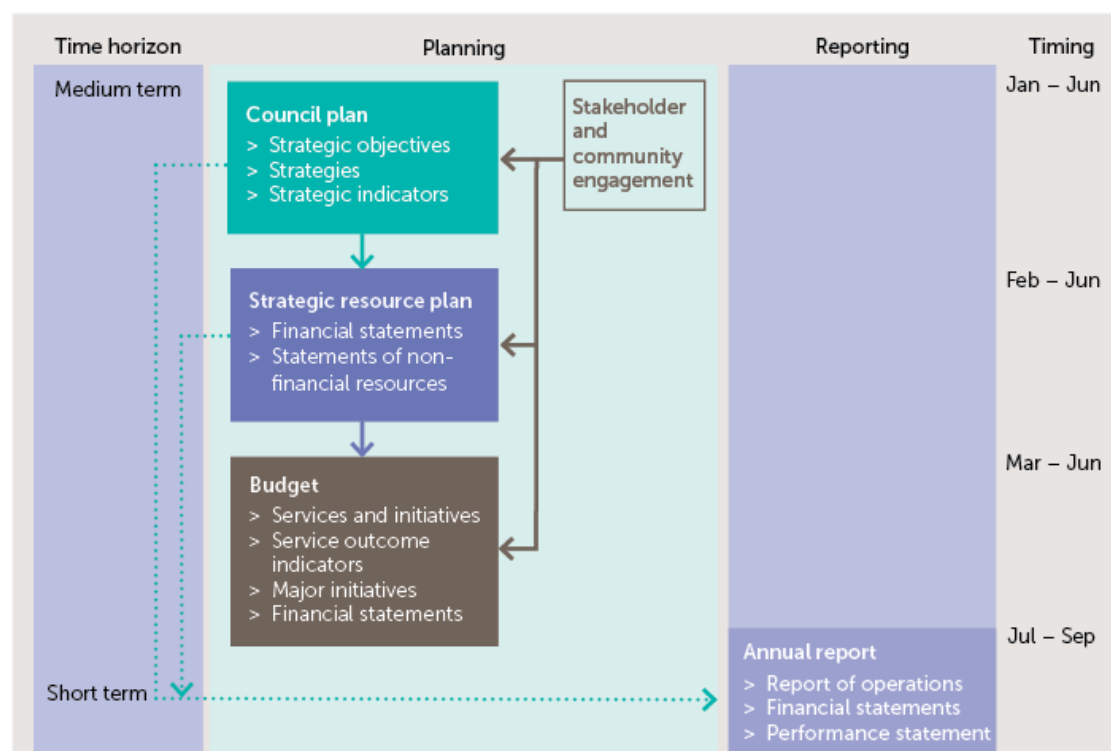 Time horizon
Planning
Reporting
Timing
Medium term
Jan – Jun
Council plan
> Strategic objectives
> Strategies
> Strategic indicators
Stakeholder
and
community
engagement
Feb – Jun
Strategic resource plan
> Financial statements
> Statements of non-
financial resources
Mar – Jun
Budget
> Services and initiatives
> Service outcome
indicators
> Major initiatives
> Financial statements
Jul – Sep
Short term
Annual report
> Report of operations
> Financial statements
> Performance statement